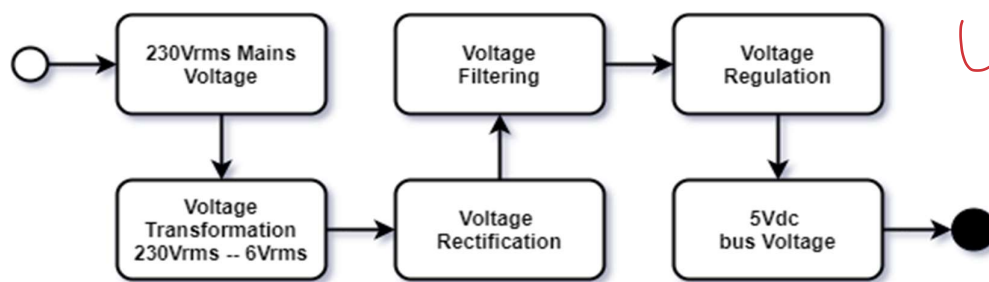 230Vrms Mains
Voltage
Voltage
Transformation
230Vrms -- 6Vrms
Voltage
Rectification
Voltage
Filtering
Voltage
Regulation
5Vdc
bus Voltage